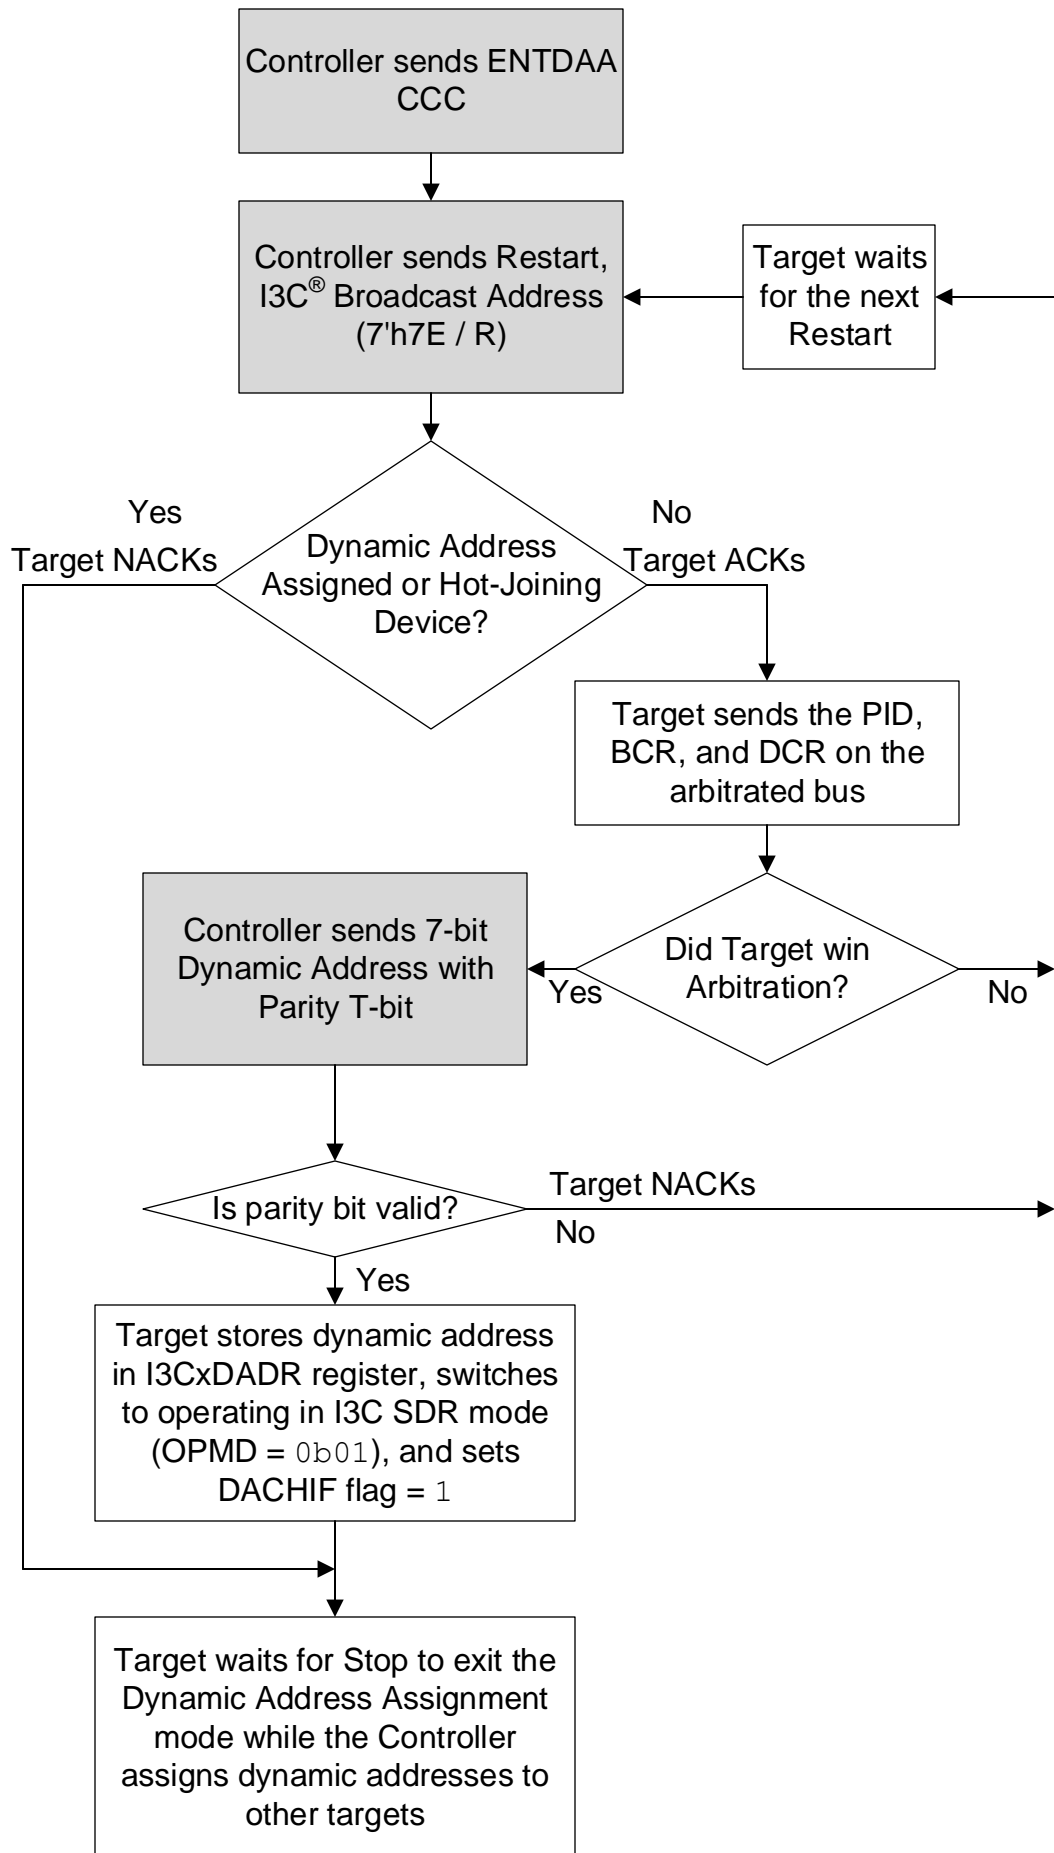 Controller sends ENTDAA
CCC
Controller sends Restart,
I3C® Broadcast Address
(7'h7E / R)
Target waits
for the next
Restart
Yes
Target NACKs
No
Target ACKs
Dynamic Address
Assigned or Hot-Joining
Device?
Target sends the PID,
BCR, and DCR on the
arbitrated bus
Controller sends 7-bit
Dynamic Address with
Parity T-bit
Did Target win
Arbitration?
Yes
No
Is parity bit valid?
Target NACKs
No
Yes
Target stores dynamic address
in I3CxDADR register, switches
to operating in I3C SDR mode
(OPMD = 0b01), and sets
DACHIF flag = 1
Target waits for Stop to exit the
Dynamic Address Assignment
mode while the Controller
assigns dynamic addresses to
other targets